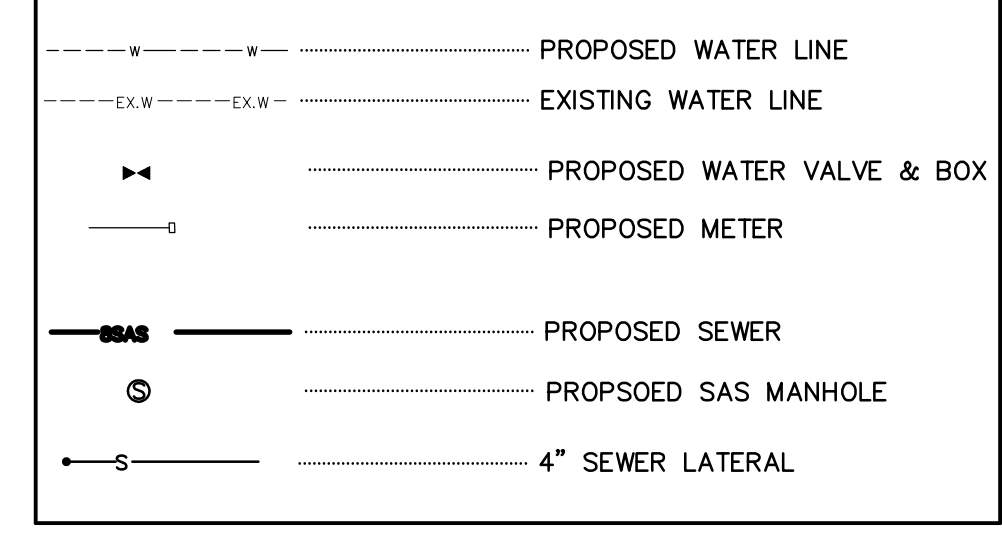 W W PROPOSED WATER LINE
EX.W EX.W EXISTING WATER LINE
PROPOSED WATER VALVE & BOX
PROPOSED METER
8SAS PROPOSED SEWER
S PROPSOED SAS MANHOLE
S 4" SEWER LATERAL